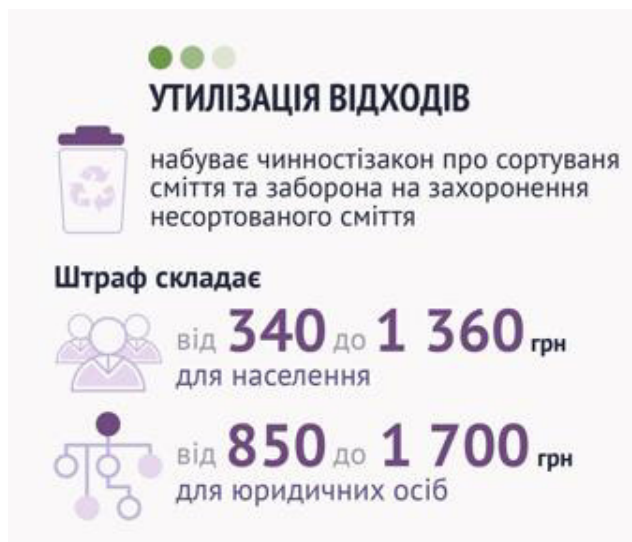 УТИЛІЗАЦІЯ ВІДХОДІВ
набуває чинностізакон про сортуваня
сміття та заборона на захоронення
несортованого сміття
Штраф складає
від 340 до 1 360 грн
для населення
від 850 до 1 700 грн
для юридичних осіб